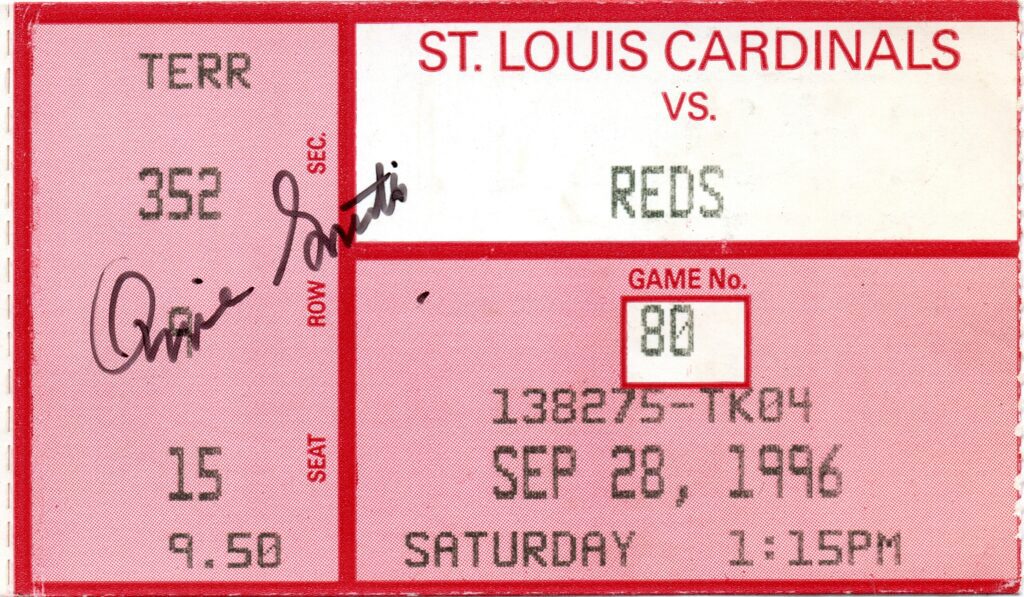 TERR
352
SEC.
Ozzie Smith
ROW
15
SEAT
9.50
ST. LOUIS CARDINALS
VS.
REDS
GAME No.
80
138275-TK04
SEP 28, 1996
SATURDAY 1:15PM